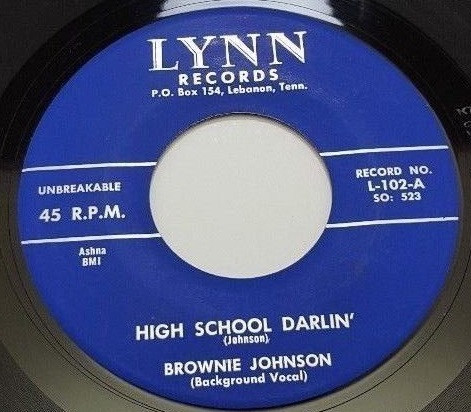 LYNN
RECORDS
P.O. Box 154, Lebanon, Tenn.
UNBREAKABLE
45 R.P.M.
RECORD NO.
L-102-A
SO: 523
Ashna
BMI
HIGH SCHOOL DARLIN'
(Johnson)
BROWNIE JOHNSON
(Background Vocal)